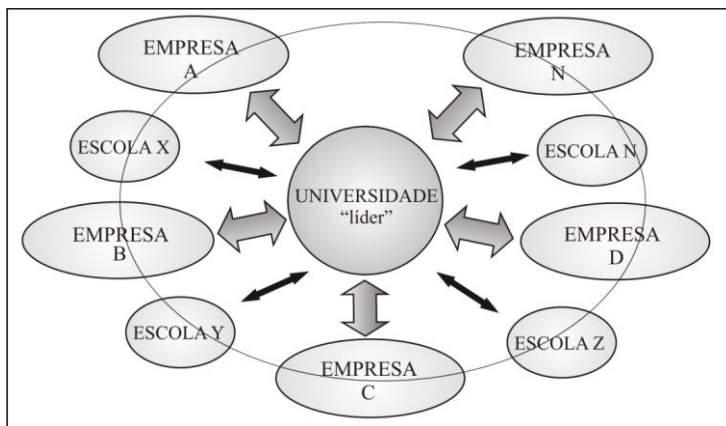 EMPRESA
A
EMPRESA
N
ESCOLA X
ESCOLA N
UNIVERSIDADE
“líder”
EMPRESA
B
EMPRESA
D
ESCOLA Y
ESCOLA Z
EMPRESA
C